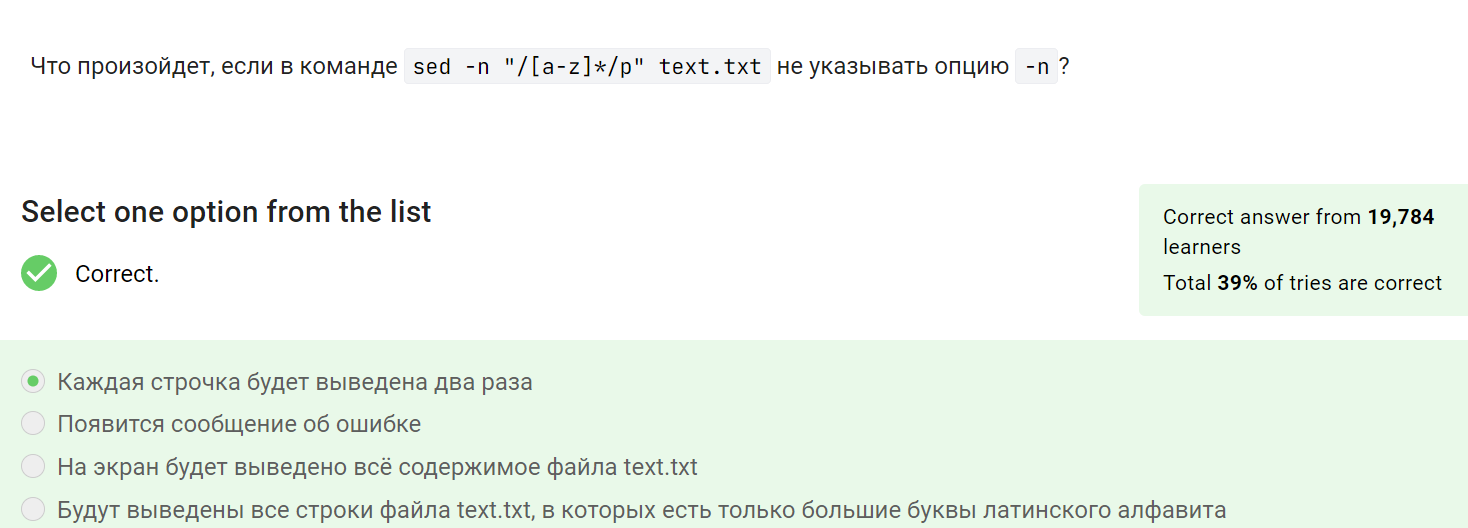 Что произойдет, если в команде sed -n "/[a-z]*/p" text.txt не указывать опцию -n?
Select one option from the list
Correct.
Correct answer from 19,784
learners
Total 39% of tries are correct
Каждая строчка будет выведена два раза
Появится сообщение об ошибке
На экран будет выведено всё содержимое файла text.txt
Будут выведены все строки файла text.txt, в которых есть только большие буквы латинского алфавита